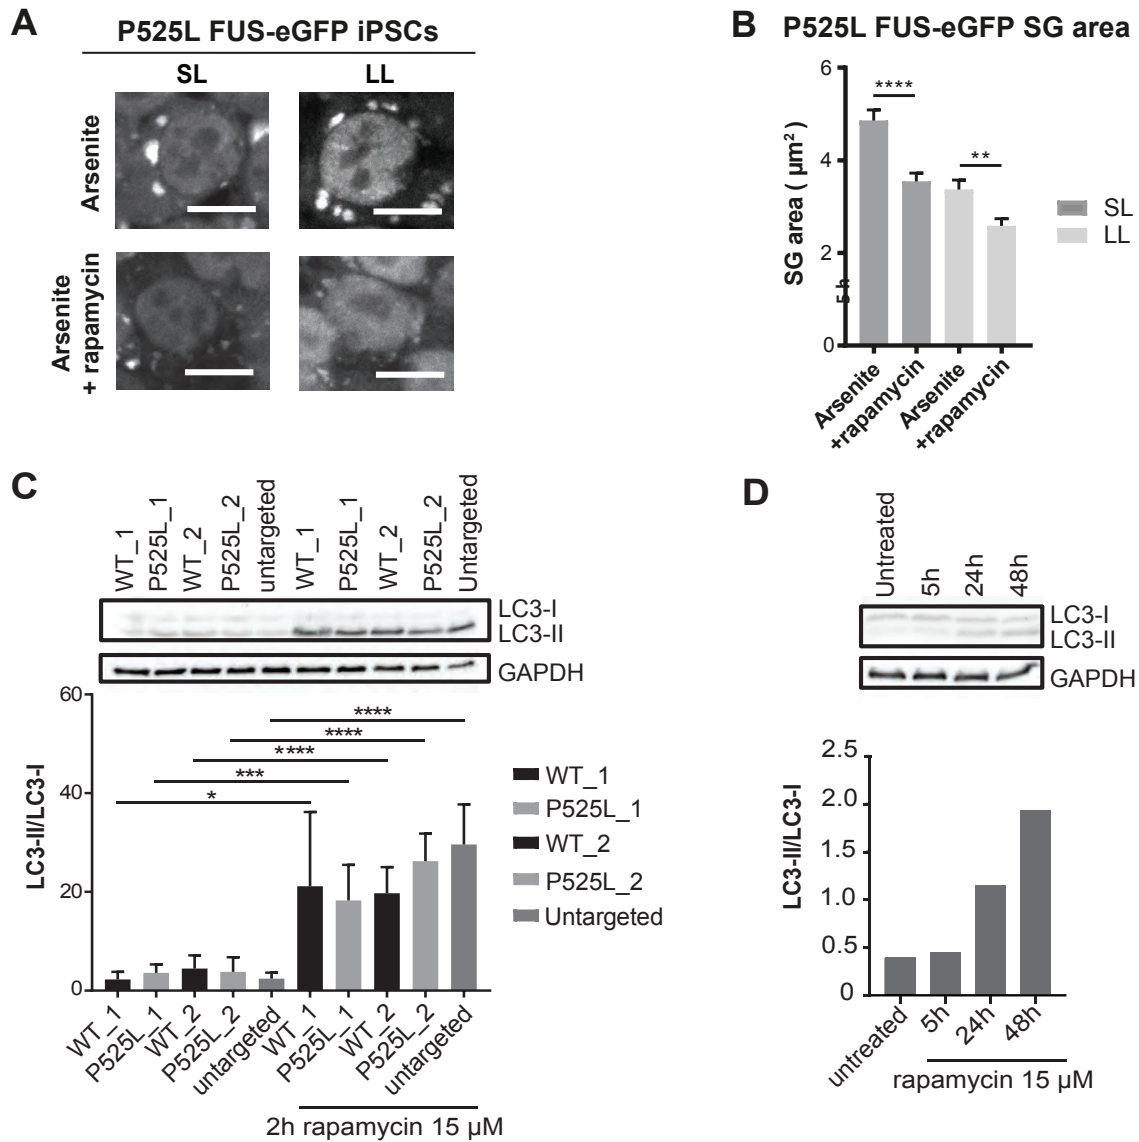 A
P525L FUS-eGFP iPSCs
SL
LL
Arsenite
Arsenite
+ rapamycin
B
P525L FUS-eGFP SG area
SG area ( µm² )
5 h
6
4
2
0
****
**
SL
LL
Arsenite
+rapamycin
Arsenite
+rapamycin
C
WT_1
P525L_1
WT_2
P525L_2
untargeted
WT_1
P525L_1
WT_2
P525L_2
Untargeted
LC3-I
LC3-II
GAPDH
LC3-II/LC3-I
60
40
20
0
****
****
****
***
*
WT_1
P525L_1
WT_2
P525L_2
Untargeted
WT_1
P525L_1
WT_2
P525L_2
untargeted
WT_1
P525L_1
WT_2
P525L_2
untargeted
2h rapamycin 15 µM
D
Untreated
5h
24h
48h
LC3-I
LC3-II
GAPDH
LC3-II/LC3-I
2.5
2.0
1.5
1.0
0.5
0
untreated
5h
24h
48h
rapamycin 15 µM